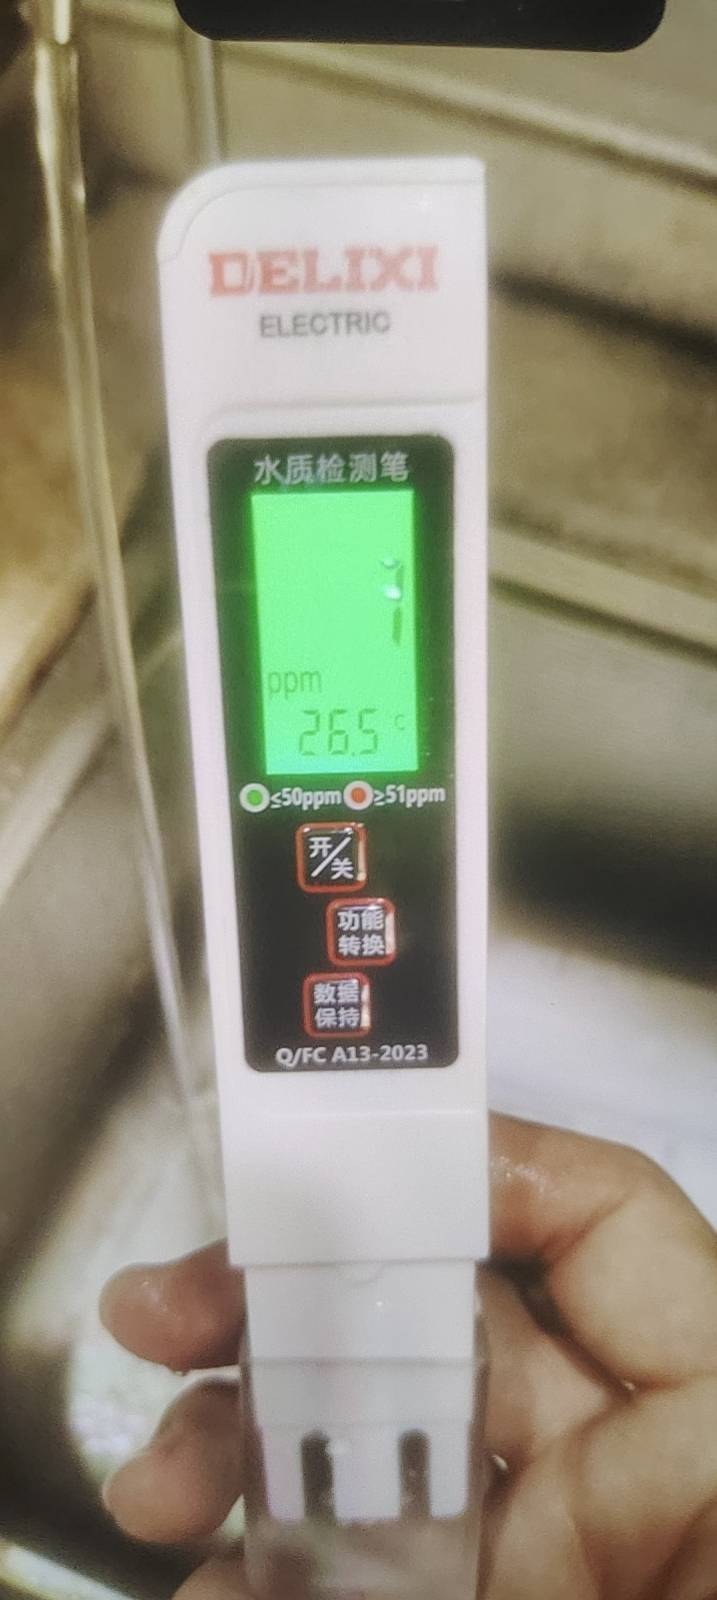 DELIXI
ELECTRIC
水质检测笔
1
ppm
26.5 °C
≤50ppm ≥51ppm
开/关
功能
转换
数据
保持
Q/FC A13-2023